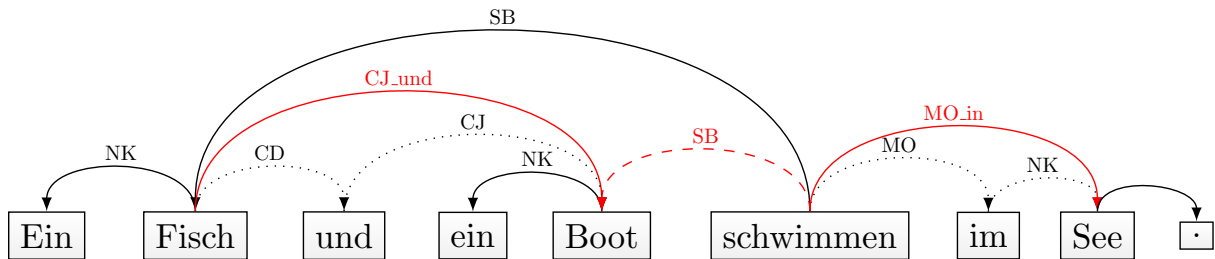 SB
CJ_und
MO_in
CJ
SB
MO
NK CD NK NK
Ein Fisch und ein Boot schwimmen im See .